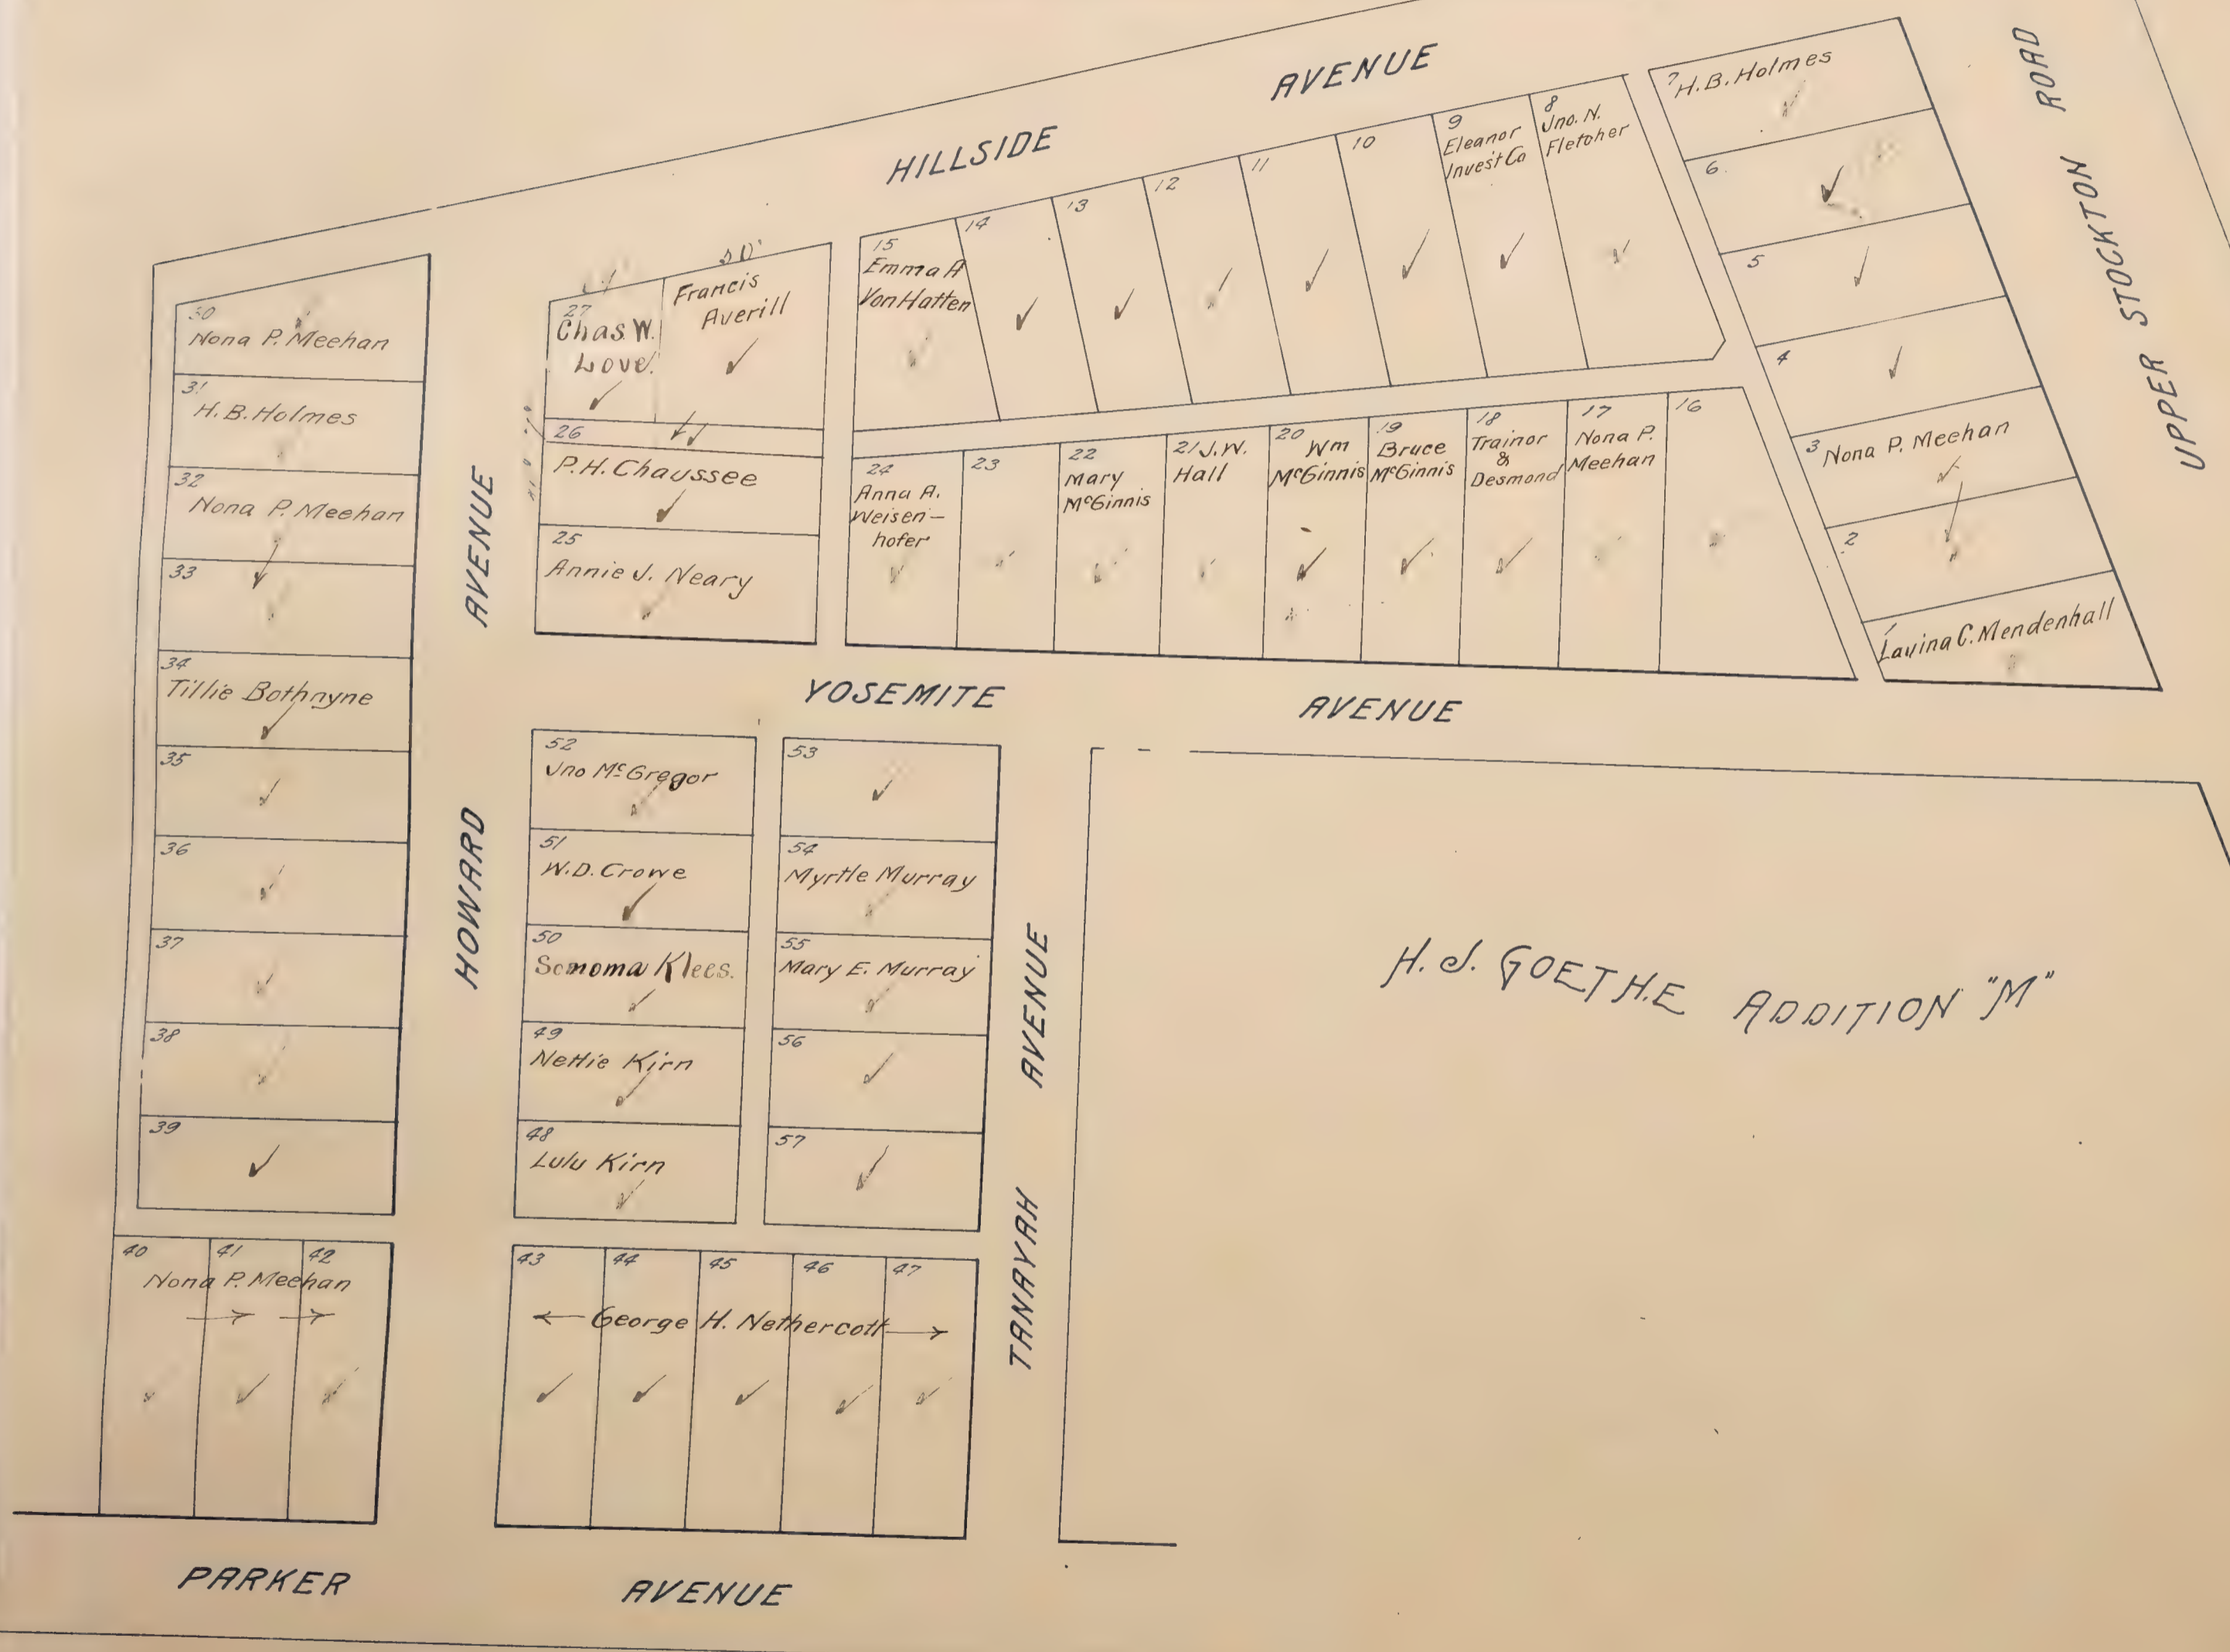 HILLSIDE AVENUE
UPPER STOCKTON ROAD
7
H.B. Holmes
6
5
4
3 Nona P. Meehan
2
1
Lavina C. Mendenhall
8
Jno. N.
Fletcher
9
Eleanor
Invest Co
10
11
12
13
14
15
Emma A
Von Hatten
16
17
Nona P.
Meehan
18
Trainor
&
Desmond
19
Bruce
McGinnis
20
Wm
McGinnis
21 J.W.
Hall
22
Mary
McGinnis
23
24
Anna A.
Weisen-
hofer
50'
27
Chas. W.
Love.
Francis
Averill
26
P.H. Chaussee
25
Annie J. Neary
30
Nona P. Meehan
31
H.B. Holmes
32
Nona P. Meehan
33
34
Tillie Bothnyne
35
36
37
38
39
HOWARD AVENUE
YOSEMITE AVENUE
52
Jno McGregor
51
W.D. Crowe
50
Klees.
49
Nettie Kirn
48
Lulu Kirn
53
54
Myrtle Murray
55
Mary E. Murray
56
57
TANAYAH AVENUE
H. J. GOETHE ADDITION "M"
40 41 42
Nona P. Meehan
43 44 45 46 47
George H. Nethercott
PARKER AVENUE